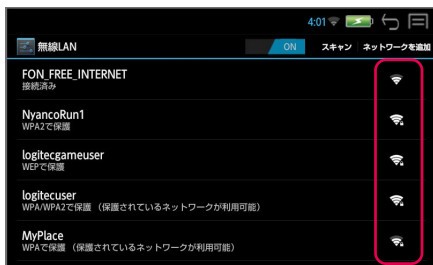 4:01
無線LAN ON スキャン ネットワークを追加
FON_FREE_INTERNET
接続済み
NyancoRun1
WPA2で保護
logitecgameuser
WEPで保護
logitecuser
WPA/WPA2で保護 （保護されているネットワークが利用可能）
MyPlace
WPAで保護 （保護されているネットワークが利用可能）